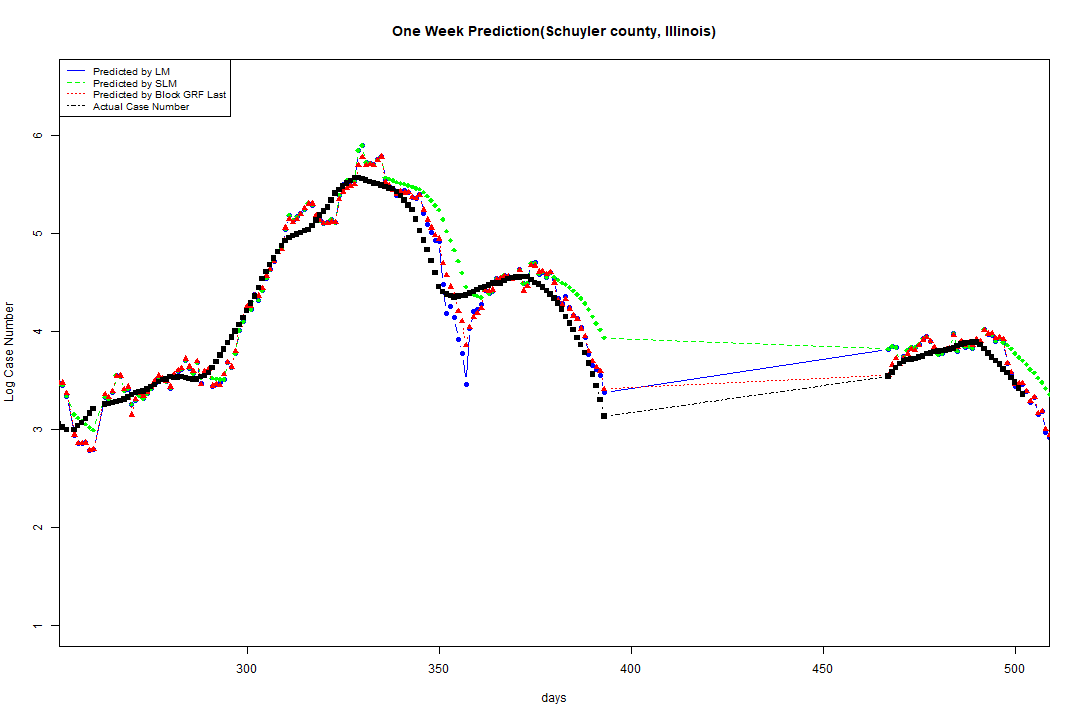 One Week Prediction(Schuyler county, Illinois)
Predicted by LM
Predicted by SLM
Predicted by Block GRF Last
Actual Case Number
6
5
4
3
2
1
Log Case Number
300 350 400 450 500
days